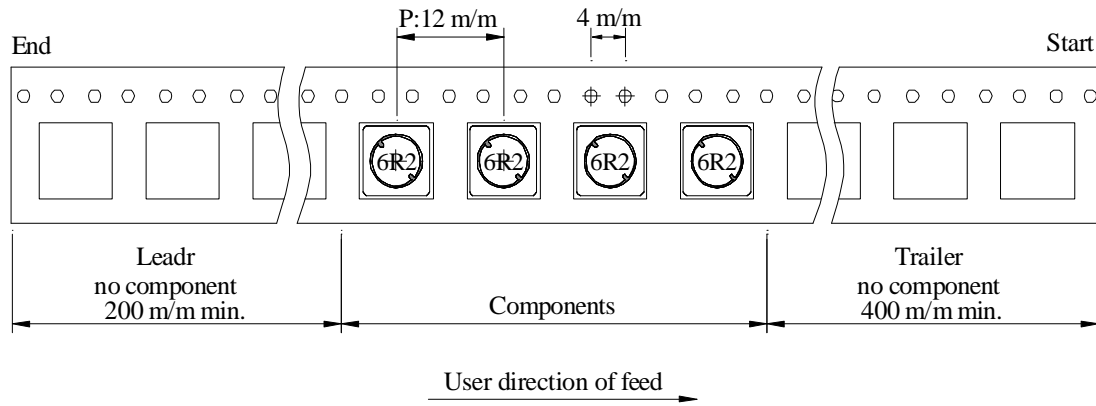 P:12 m/m
4 m/m
End
Start
6R2
6R2
6R2
6R2
Leadr
no component
200 m/m min.
Components
Trailer
no component
400 m/m min.
User direction of feed